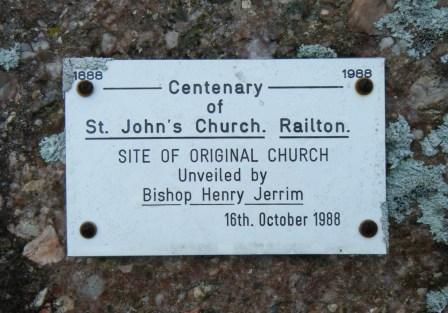 1888 1988
Centenary
of
St. John's Church. Railton.
SITE OF ORIGINAL CHURCH
Unveiled by
Bishop Henry Jerrim
16th. October 1988